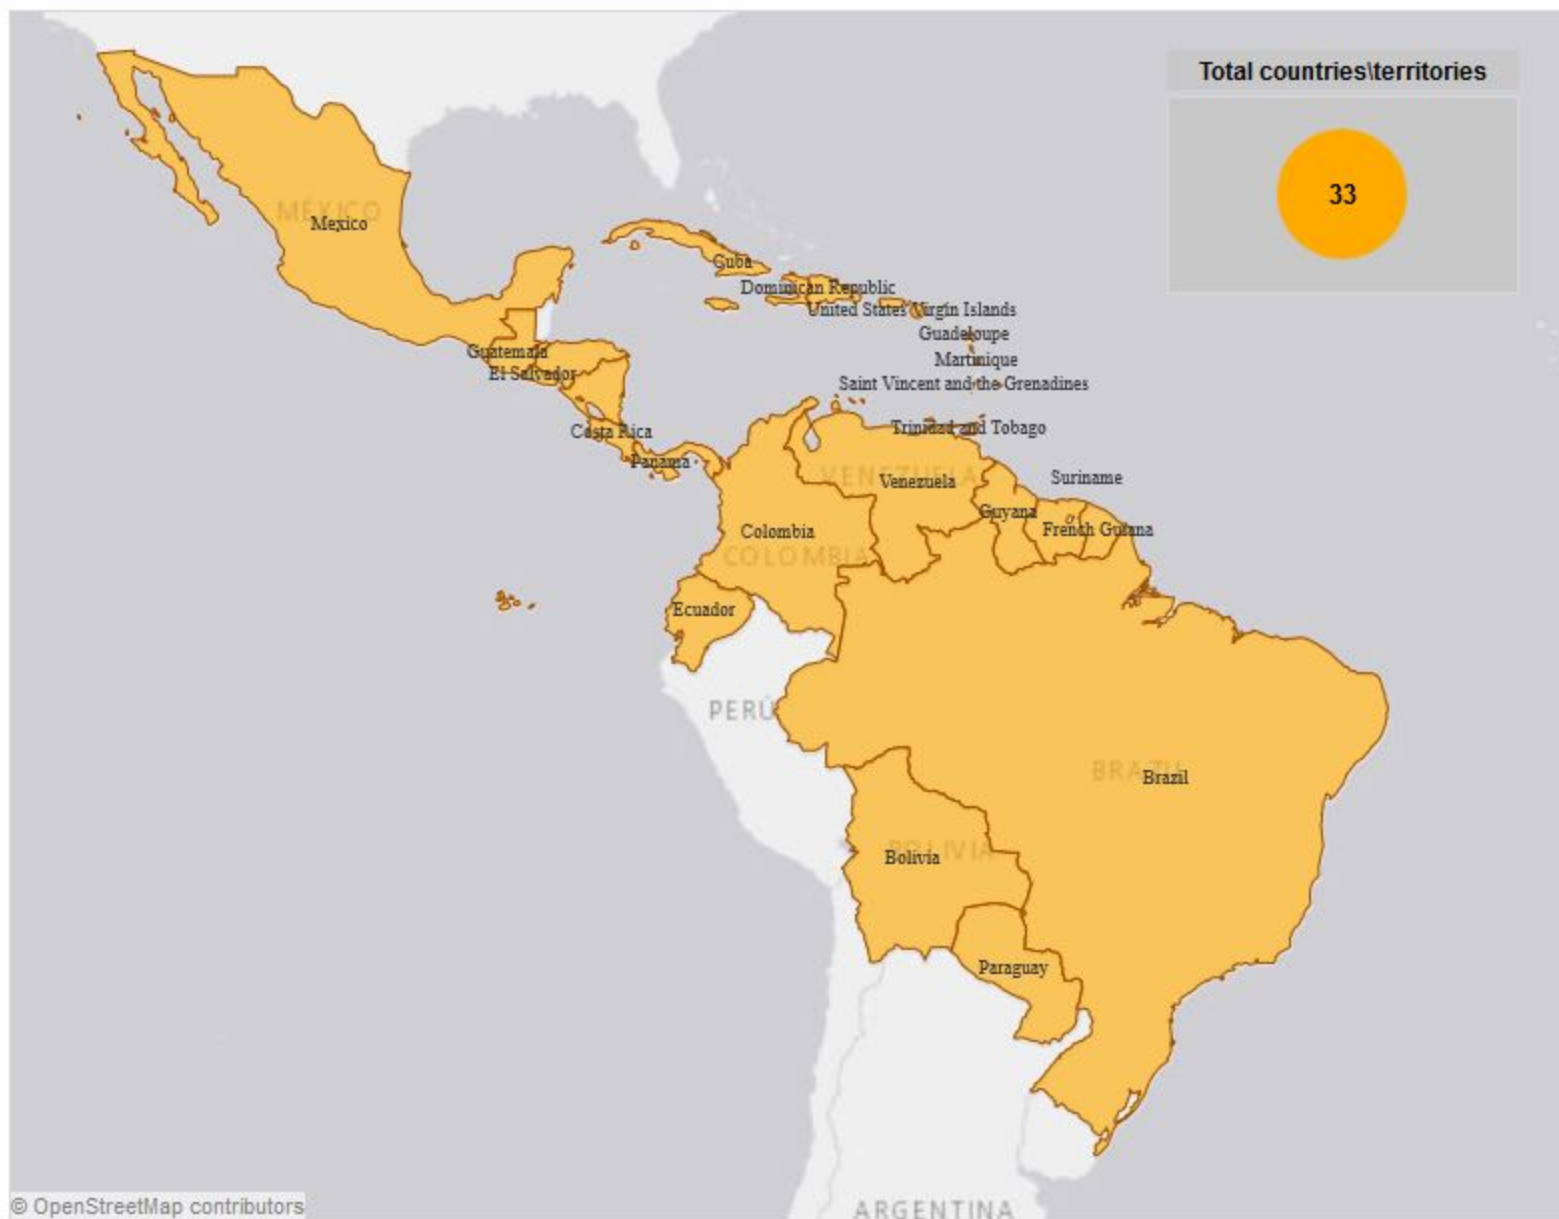 Total countries\territories
33
MÉXICO
Mexico
Cuba
Dominican Republic
United States Virgin Islands
Guadeloupe
Martinique
Guatemala
El Salvador
Saint Vincent and the Grenadines
Costa Rica
Trinidad and Tobago
Panama
VENEZUELA
Venezuela
Suriname
Guyana
Colombia
French Guiana
COLOMBIA
Ecuador
PERÚ
BRAZIL
Brazil
BOLIVIA
Bolivia
Paraguay
© OpenStreetMap contributors
ARGENTINA